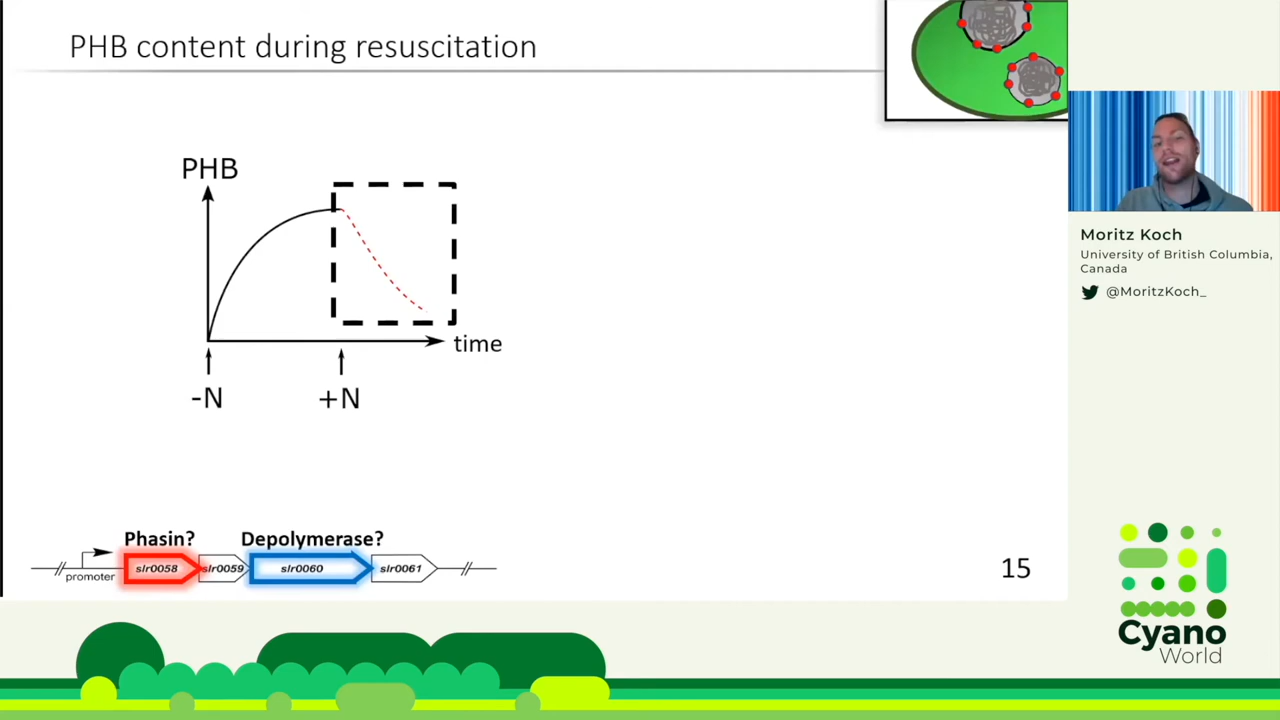 PHB content during resuscitation
PHB
time
-N
+N
Phasin?
Depolymerase?
promoter
slr0058
slr0059
slr0060
slr0061
15
Moritz Koch
University of British Columbia,
Canada
@MoritzKoch_
Cyano
World